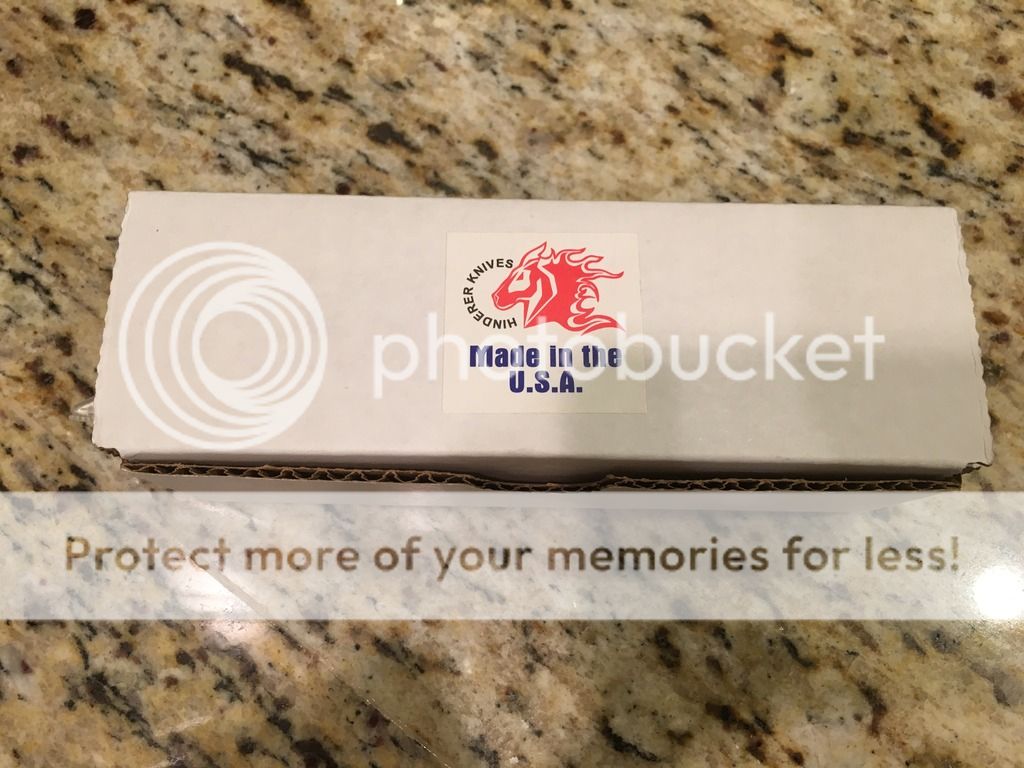 HINDERER KNIVES
Made in the
U.S.A.
photobucket
Protect more of your memories for less!